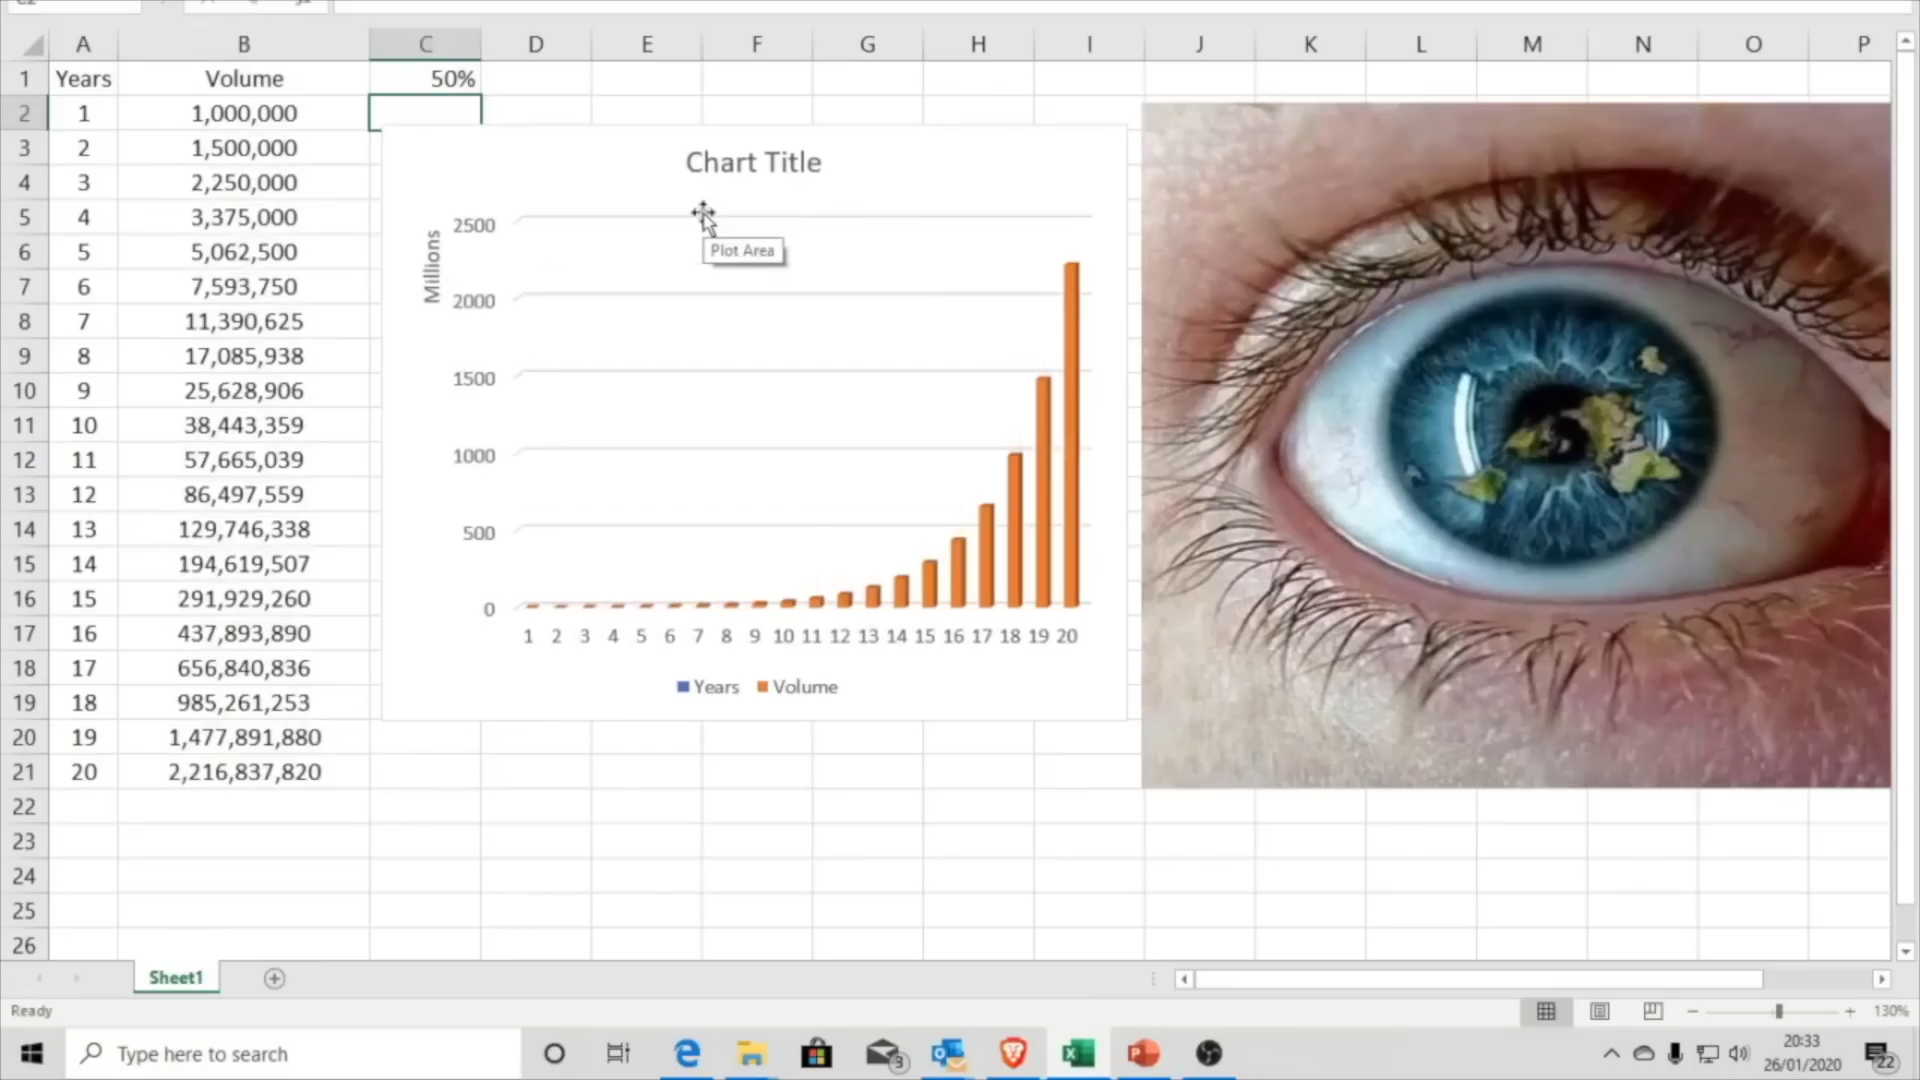 A B C D E F G H I J K L M N O P
1 Years Volume 50%
2 1 1,000,000
3 2 1,500,000
4 3 2,250,000
5 4 3,375,000
6 5 5,062,500
7 6 7,593,750
8 7 11,390,625
9 8 17,085,938
10 9 25,628,906
11 10 38,443,359
12 11 57,665,039
13 12 86,497,559
14 13 129,746,338
15 14 194,619,507
16 15 291,929,260
17 16 437,893,890
18 17 656,840,836
19 18 985,261,253
20 19 1,477,891,880
21 20 2,216,837,820
22
23
24
25
26
Chart Title
Millions
2500
Plot Area
2000
1500
1000
500
0
1 2 3 4 5 6 7 8 9 10 11 12 13 14 15 16 17 18 19 20
Years Volume
Sheet1
Ready
130%
Type here to search
3
20:33
26/01/2020
22